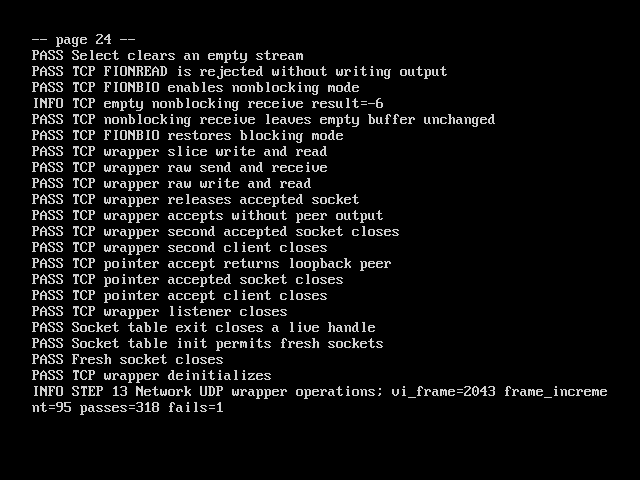 -- page 24 --
PASS Select clears an empty stream
PASS TCP FIONREAD is rejected without writing output
PASS TCP FIONBIO enables nonblocking mode
INFO TCP empty nonblocking receive result=-6
PASS TCP nonblocking receive leaves empty buffer unchanged
PASS TCP FIONBIO restores blocking mode
PASS TCP wrapper slice write and read
PASS TCP wrapper raw send and receive
PASS TCP wrapper raw write and read
PASS TCP wrapper releases accepted socket
PASS TCP wrapper accepts without peer output
PASS TCP wrapper second accepted socket closes
PASS TCP wrapper second client closes
PASS TCP pointer accept returns loopback peer
PASS TCP pointer accepted socket closes
PASS TCP pointer accept client closes
PASS TCP wrapper listener closes
PASS Socket table exit closes a live handle
PASS Socket table init permits fresh sockets
PASS Fresh socket closes
PASS TCP wrapper deinitializes
INFO STEP 13 Network UDP wrapper operations; vi_frame=2043 frame_increme
nt=95 passes=318 fails=1